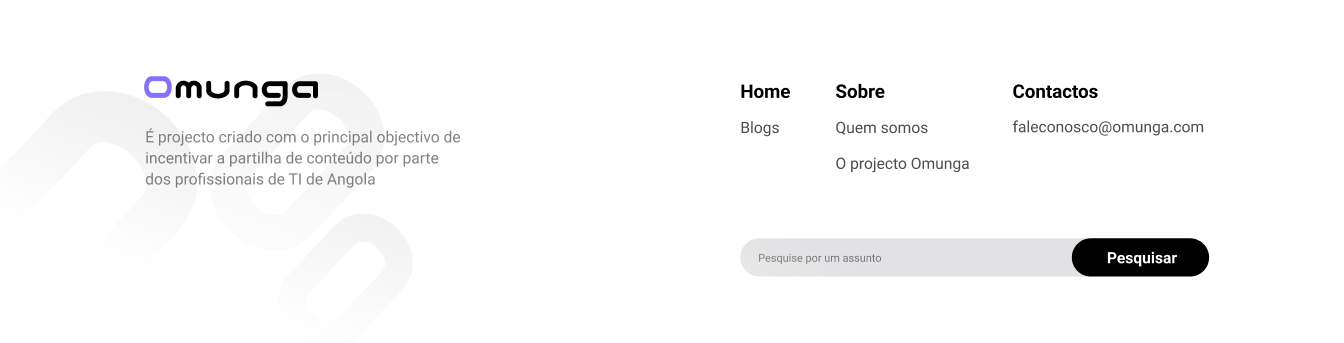 Omunga
É projecto criado com o principal objectivo de
incentivar a partilha de conteúdo por parte
dos profissionais de TI de Angola
Home
Blogs
Sobre
Quem somos
O projecto Omunga
Contactos
faleconosco@omunga.com
Pesquise por um assunto
Pesquisar